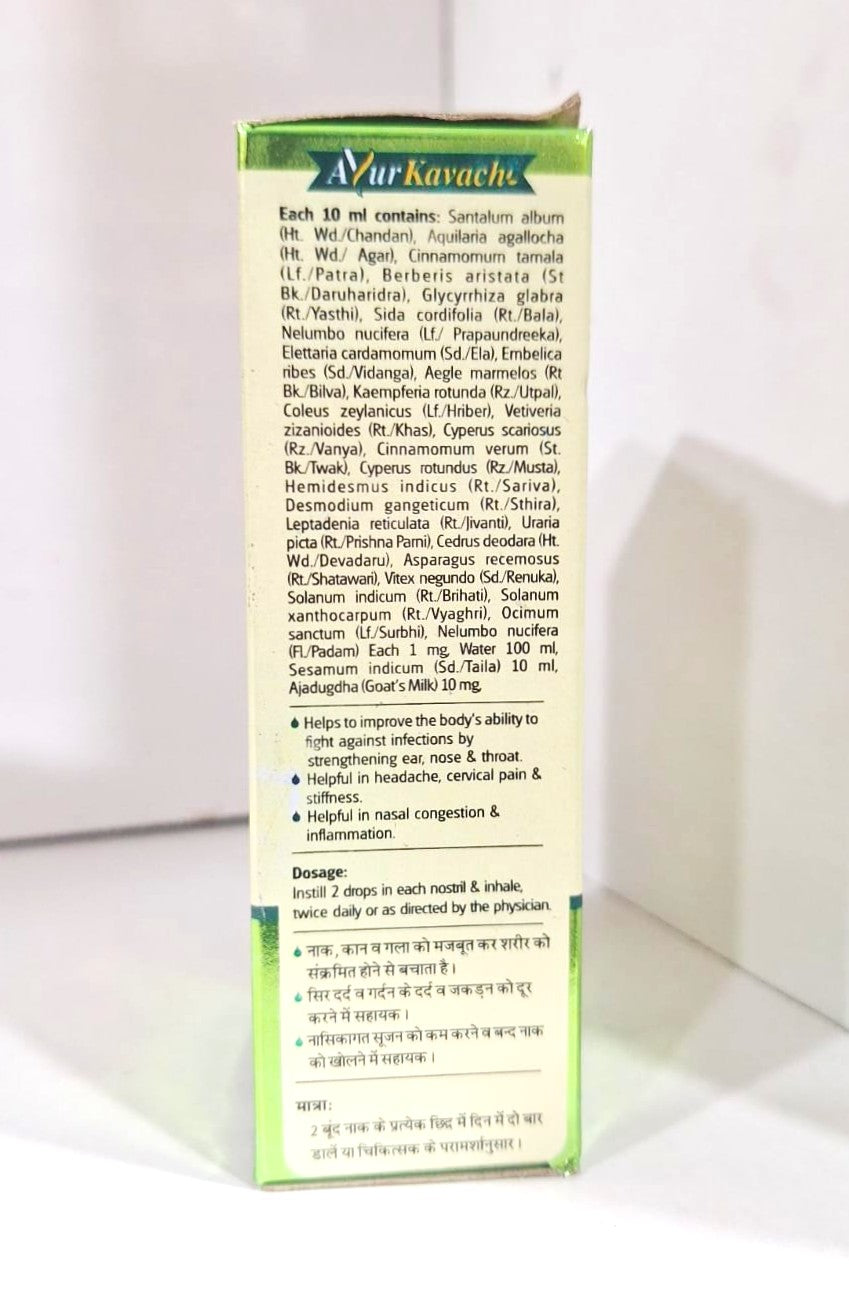 AyurKavach
Each 10 ml contains: Santalum album
(Ht. Wd./Chandan), Aquilaria agallocha
(Ht. Wd./ Agar), Cinnamomum tamala
(Lf./Patra), Berberis aristata (St
Bk./Daruharidra), Glycyrrhiza glabra
(Rt./Yasthi), Sida cordifolia (Rt./Bala),
Nelumbo nucifera (Lf./ Prapaundreeka),
Elettaria cardamomum (Sd./Ela), Embelica
ribes (Sd./Vidanga), Aegle marmelos (Rt
Bk./Bilva), Kaempferia rotunda (Rz./Utpal),
Coleus zeylanicus (Lf./Hriber), Vetiveria
zizanioides (Rt./Khas), Cyperus scariosus
(Rz./Vanya), Cinnamomum verum (St.
Bk./Twak), Cyperus rotundus (Rz./Musta),
Hemidesmus indicus (Rt./Sariva),
Desmodium gangeticum (Rt./Sthira),
Leptadenia reticulata (Rt./Jivanti), Uraria
picta (Rt./Prishna Parni), Cedrus deodara (Ht.
Wd./Devadaru), Asparagus recemosus
(Rt./Shatawari), Vitex negundo (Sd./Renuka),
Solanum indicum (Rt./Brihati), Solanum
xanthocarpum (Rt./Vyaghri), Ocimum
sanctum (Lf./Surbhi), Nelumbo nucifera
(Fl./Padam) Each 1 mg, Water 100 ml,
Sesamum indicum (Sd./Taila) 10 ml,
Ajadugdha (Goat's Milk) 10 mg,
Helps to improve the body's ability to
fight against infections by
strengthening ear, nose & throat.
Helpful in headache, cervical pain &
stiffness.
Helpful in nasal congestion &
inflammation.
Dosage:
Instill 2 drops in each nostril & inhale,
twice daily or as directed by the physician.
नाक, कान व गला को मजबूत कर शरीर को
संक्रमित होने से बचाता है।
सिर दर्द व गर्दन के दर्द व जकड़न को दूर
करने में सहायक।
नासिकागत सूजन को कम करने व बन्द नाक
को खोलने में सहायक।
मात्रा:
2 बूंद नाक के प्रत्येक छिद्र में दिन में दो बार
डालें या चिकित्सक के परामर्शानुसार।